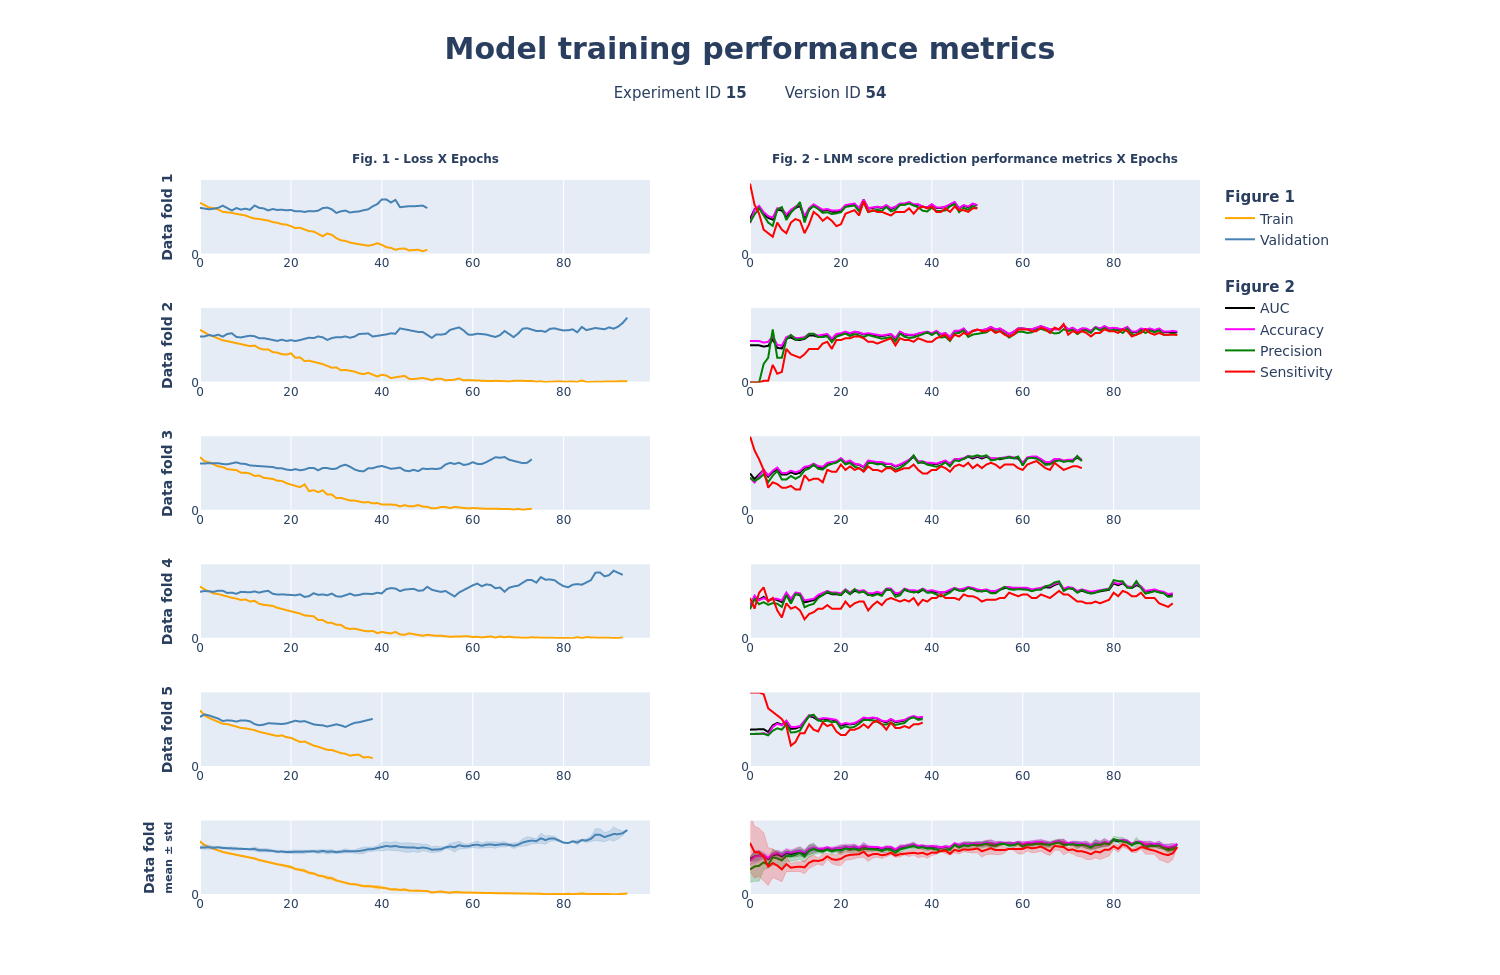 Model training performance metrics
Experiment ID 15 Version ID 54
Fig. 1 - Loss X Epochs
Fig. 2 - LNM score prediction performance metrics X Epochs
Data fold 1
0
0 20 40 60 80
0
0 20 40 60 80
Data fold 2
0
0 20 40 60 80
0
0 20 40 60 80
Data fold 3
0
0 20 40 60 80
0
0 20 40 60 80
Data fold 4
0
0 20 40 60 80
0
0 20 40 60 80
Data fold 5
0
0 20 40 60 80
0
0 20 40 60 80
Data fold
mean ± std
0
0 20 40 60 80
0
0 20 40 60 80
Figure 1
Train
Validation
Figure 2
AUC
Accuracy
Precision
Sensitivity